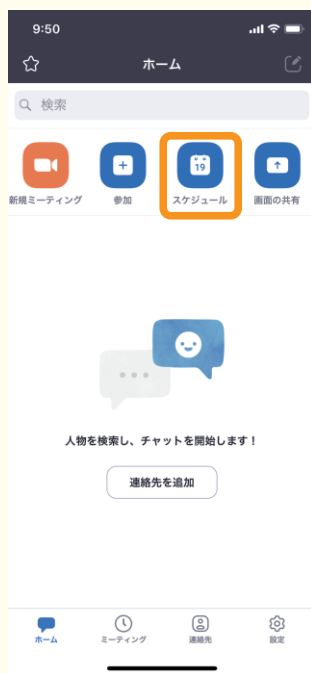 9:50
ホーム
検索
19
新規ミーティング 参加 スケジュール 画面の共有
人物を検索し、チャットを開始します！
連絡先を追加
ホーム ミーティング 連絡先 設定